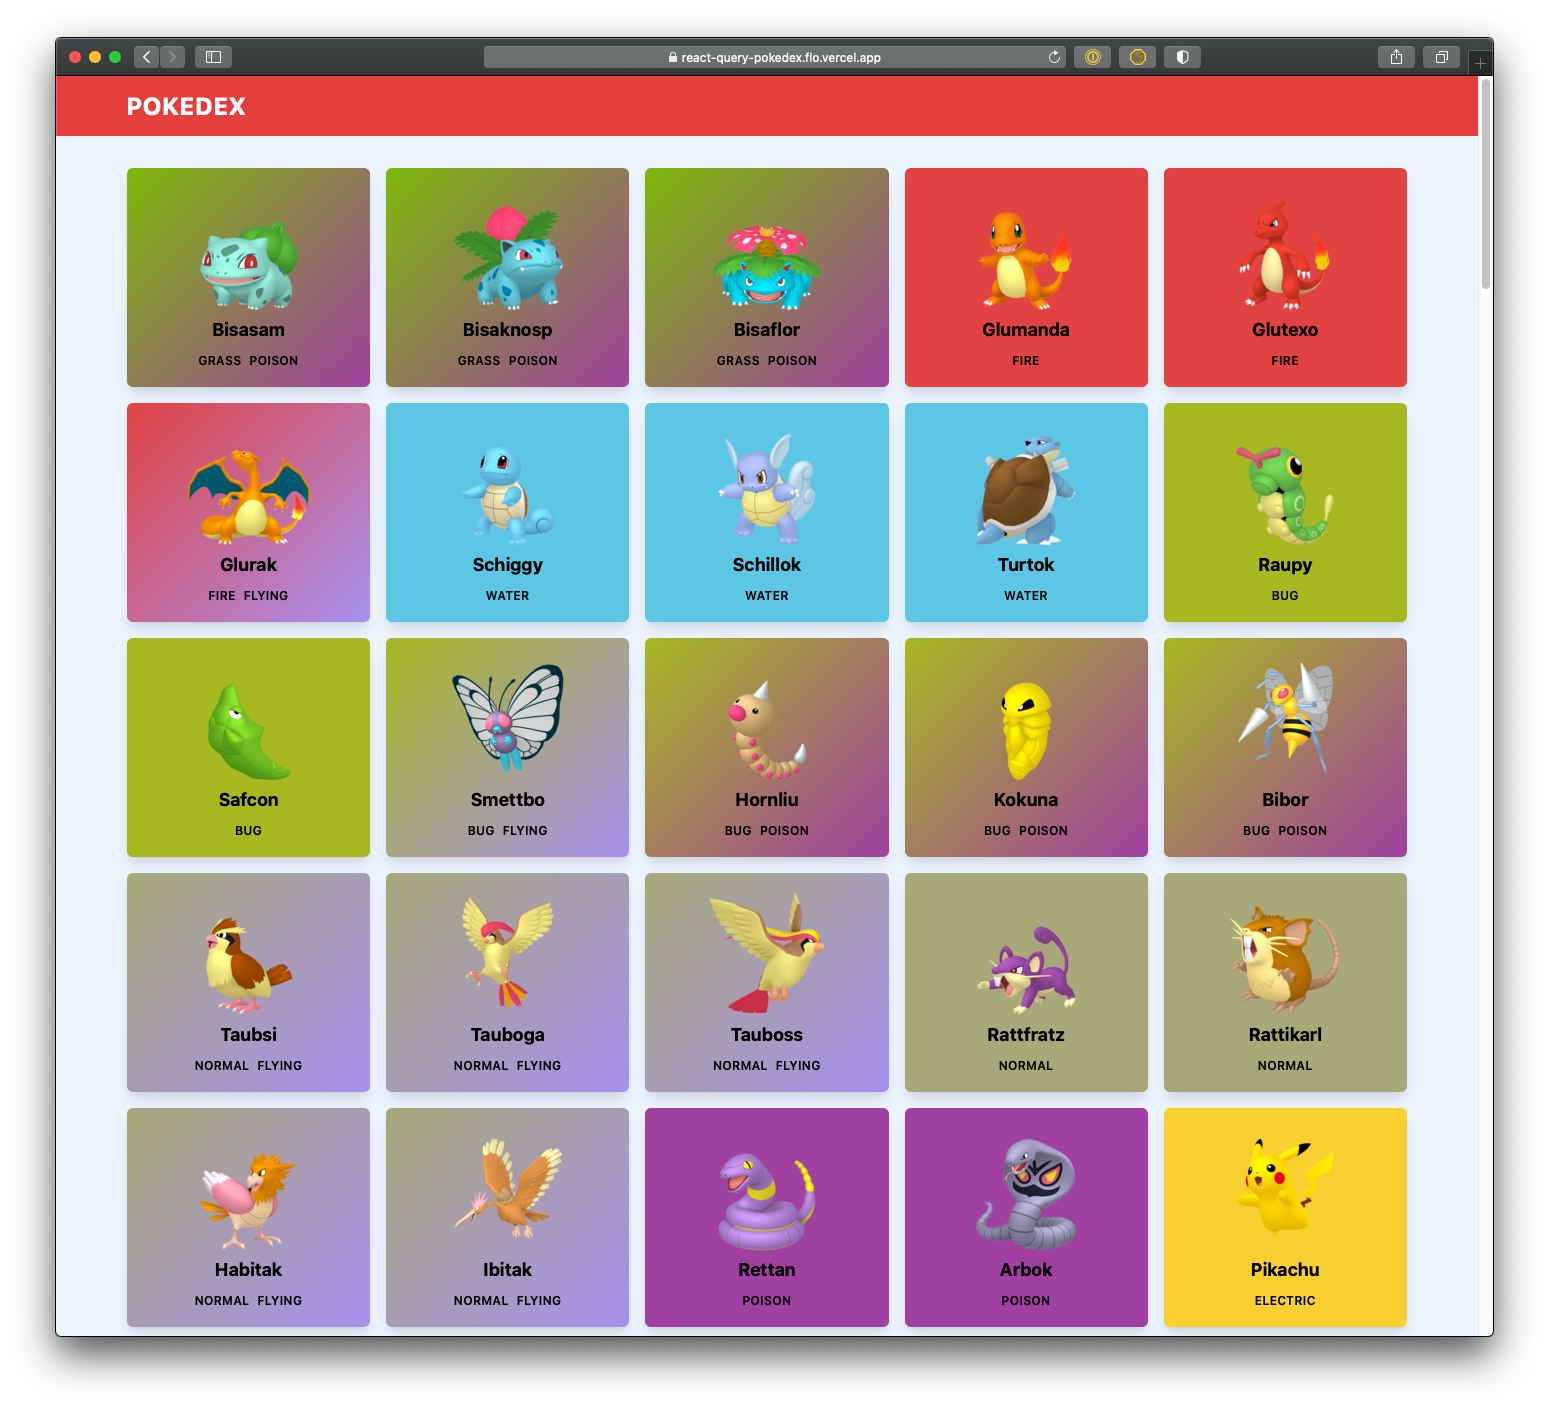 react-query-pokedex.flo.vercel.app
POKEDEX
Bisasam
GRASS POISON
Bisaknosp
GRASS POISON
Bisaflor
GRASS POISON
Glumanda
FIRE
Glutexo
FIRE
Glurak
FIRE FLYING
Schiggy
WATER
Schillok
WATER
Turtok
WATER
Raupy
BUG
Safcon
BUG
Smettbo
BUG FLYING
Hornliu
BUG POISON
Kokuna
BUG POISON
Bibor
BUG POISON
Taubsi
NORMAL FLYING
Tauboga
NORMAL FLYING
Tauboss
NORMAL FLYING
Rattfratz
NORMAL
Rattikarl
NORMAL
Habitak
NORMAL FLYING
Ibitak
NORMAL FLYING
Rettan
POISON
Arbok
POISON
Pikachu
ELECTRIC